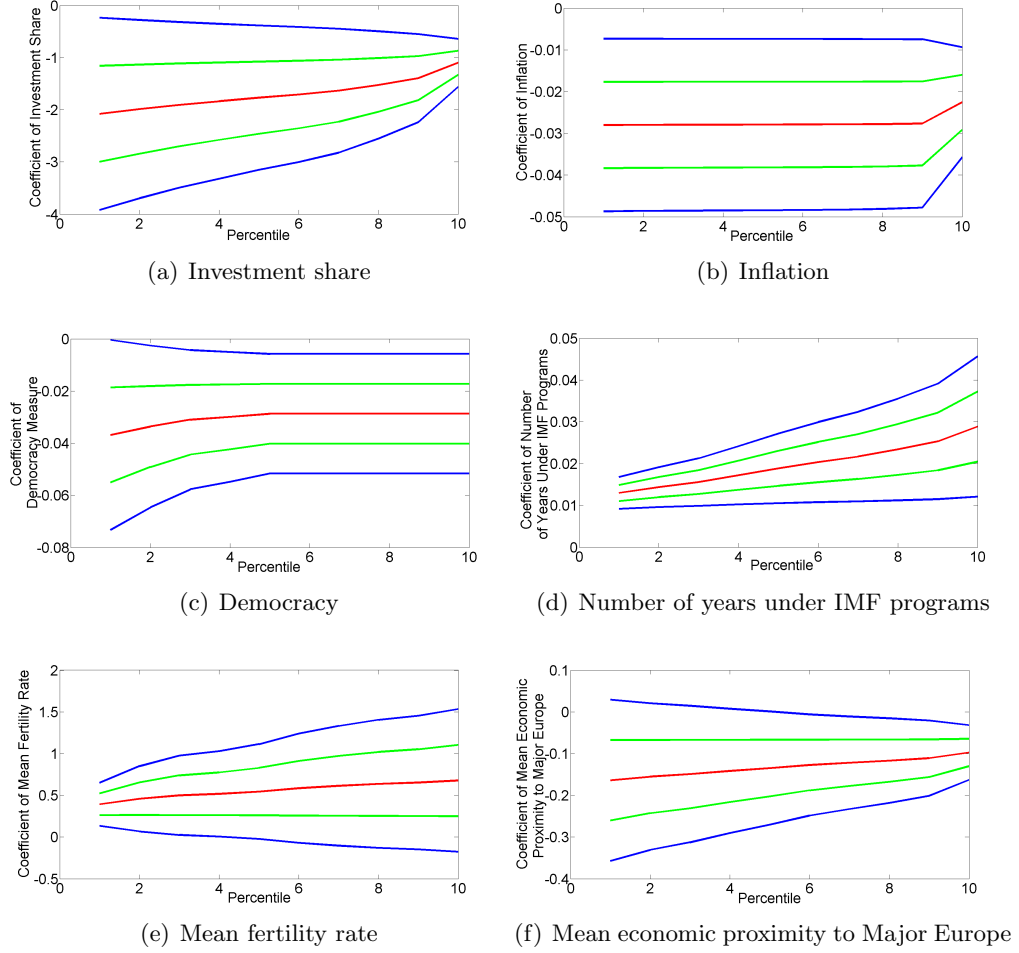 0
-1
-2
-3
-4
0 2 4 6 8 10
Coefficient of Investment Share
Percentile
(a) Investment share
0
-0.01
-0.02
-0.03
-0.04
-0.05
0 2 4 6 8 10
Coefficient of Inflation
Percentile
(b) Inflation
0
-0.02
-0.04
-0.06
-0.08
0 2 4 6 8 10
Coefficient of
Democracy Measure
Percentile
(c) Democracy
0.05
0.04
0.03
0.02
0.01
0
0 2 4 6 8 10
Coefficient of Number
of Years Under IMF Programs
Percentile
(d) Number of years under IMF programs
2
1.5
1
0.5
0
-0.5
0 2 4 6 8 10
Coefficient of Mean Fertility Rate
Percentile
(e) Mean fertility rate
0.1
0
-0.1
-0.2
-0.3
-0.4
0 2 4 6 8 10
Coefficient of Mean Economic
Proximity to Major Europe
Percentile
(f) Mean economic proximity to Major Europe